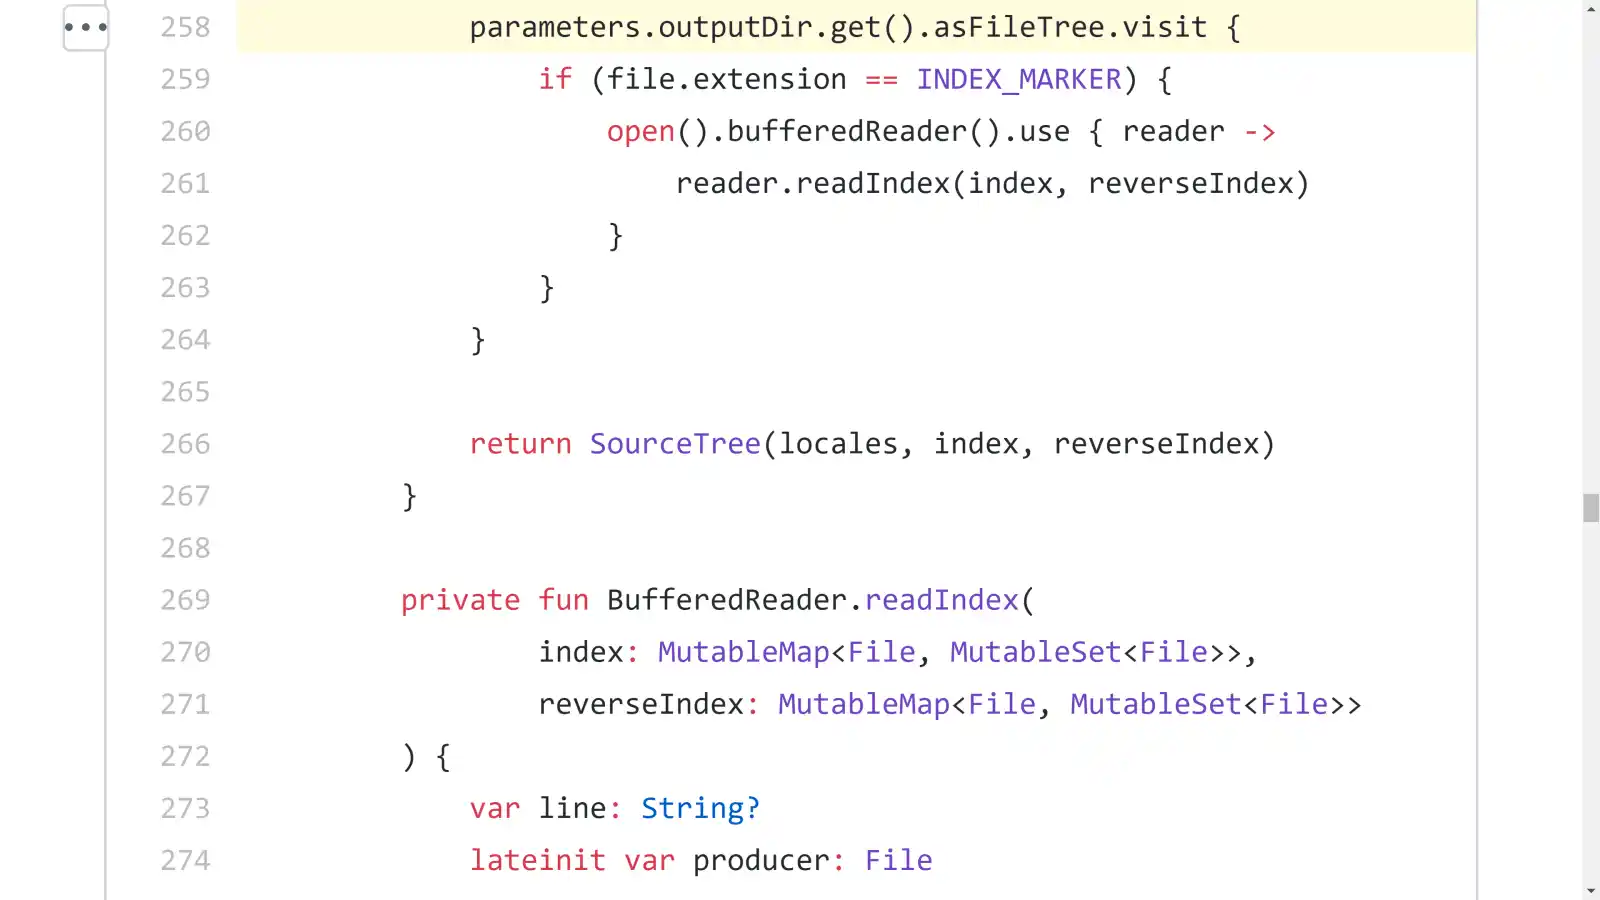 258 parameters.outputDir.get().asFileTree.visit {
259 if (file.extension == INDEX_MARKER) {
260 open().bufferedReader().use { reader ->
261 reader.readIndex(index, reverseIndex)
262 }
263 }
264 }
265
266 return SourceTree(locales, index, reverseIndex)
267 }
268
269 private fun BufferedReader.readIndex(
270 index: MutableMap<File, MutableSet<File>>,
271 reverseIndex: MutableMap<File, MutableSet<File>>
272 ) {
273 var line: String?
274 lateinit var producer: File